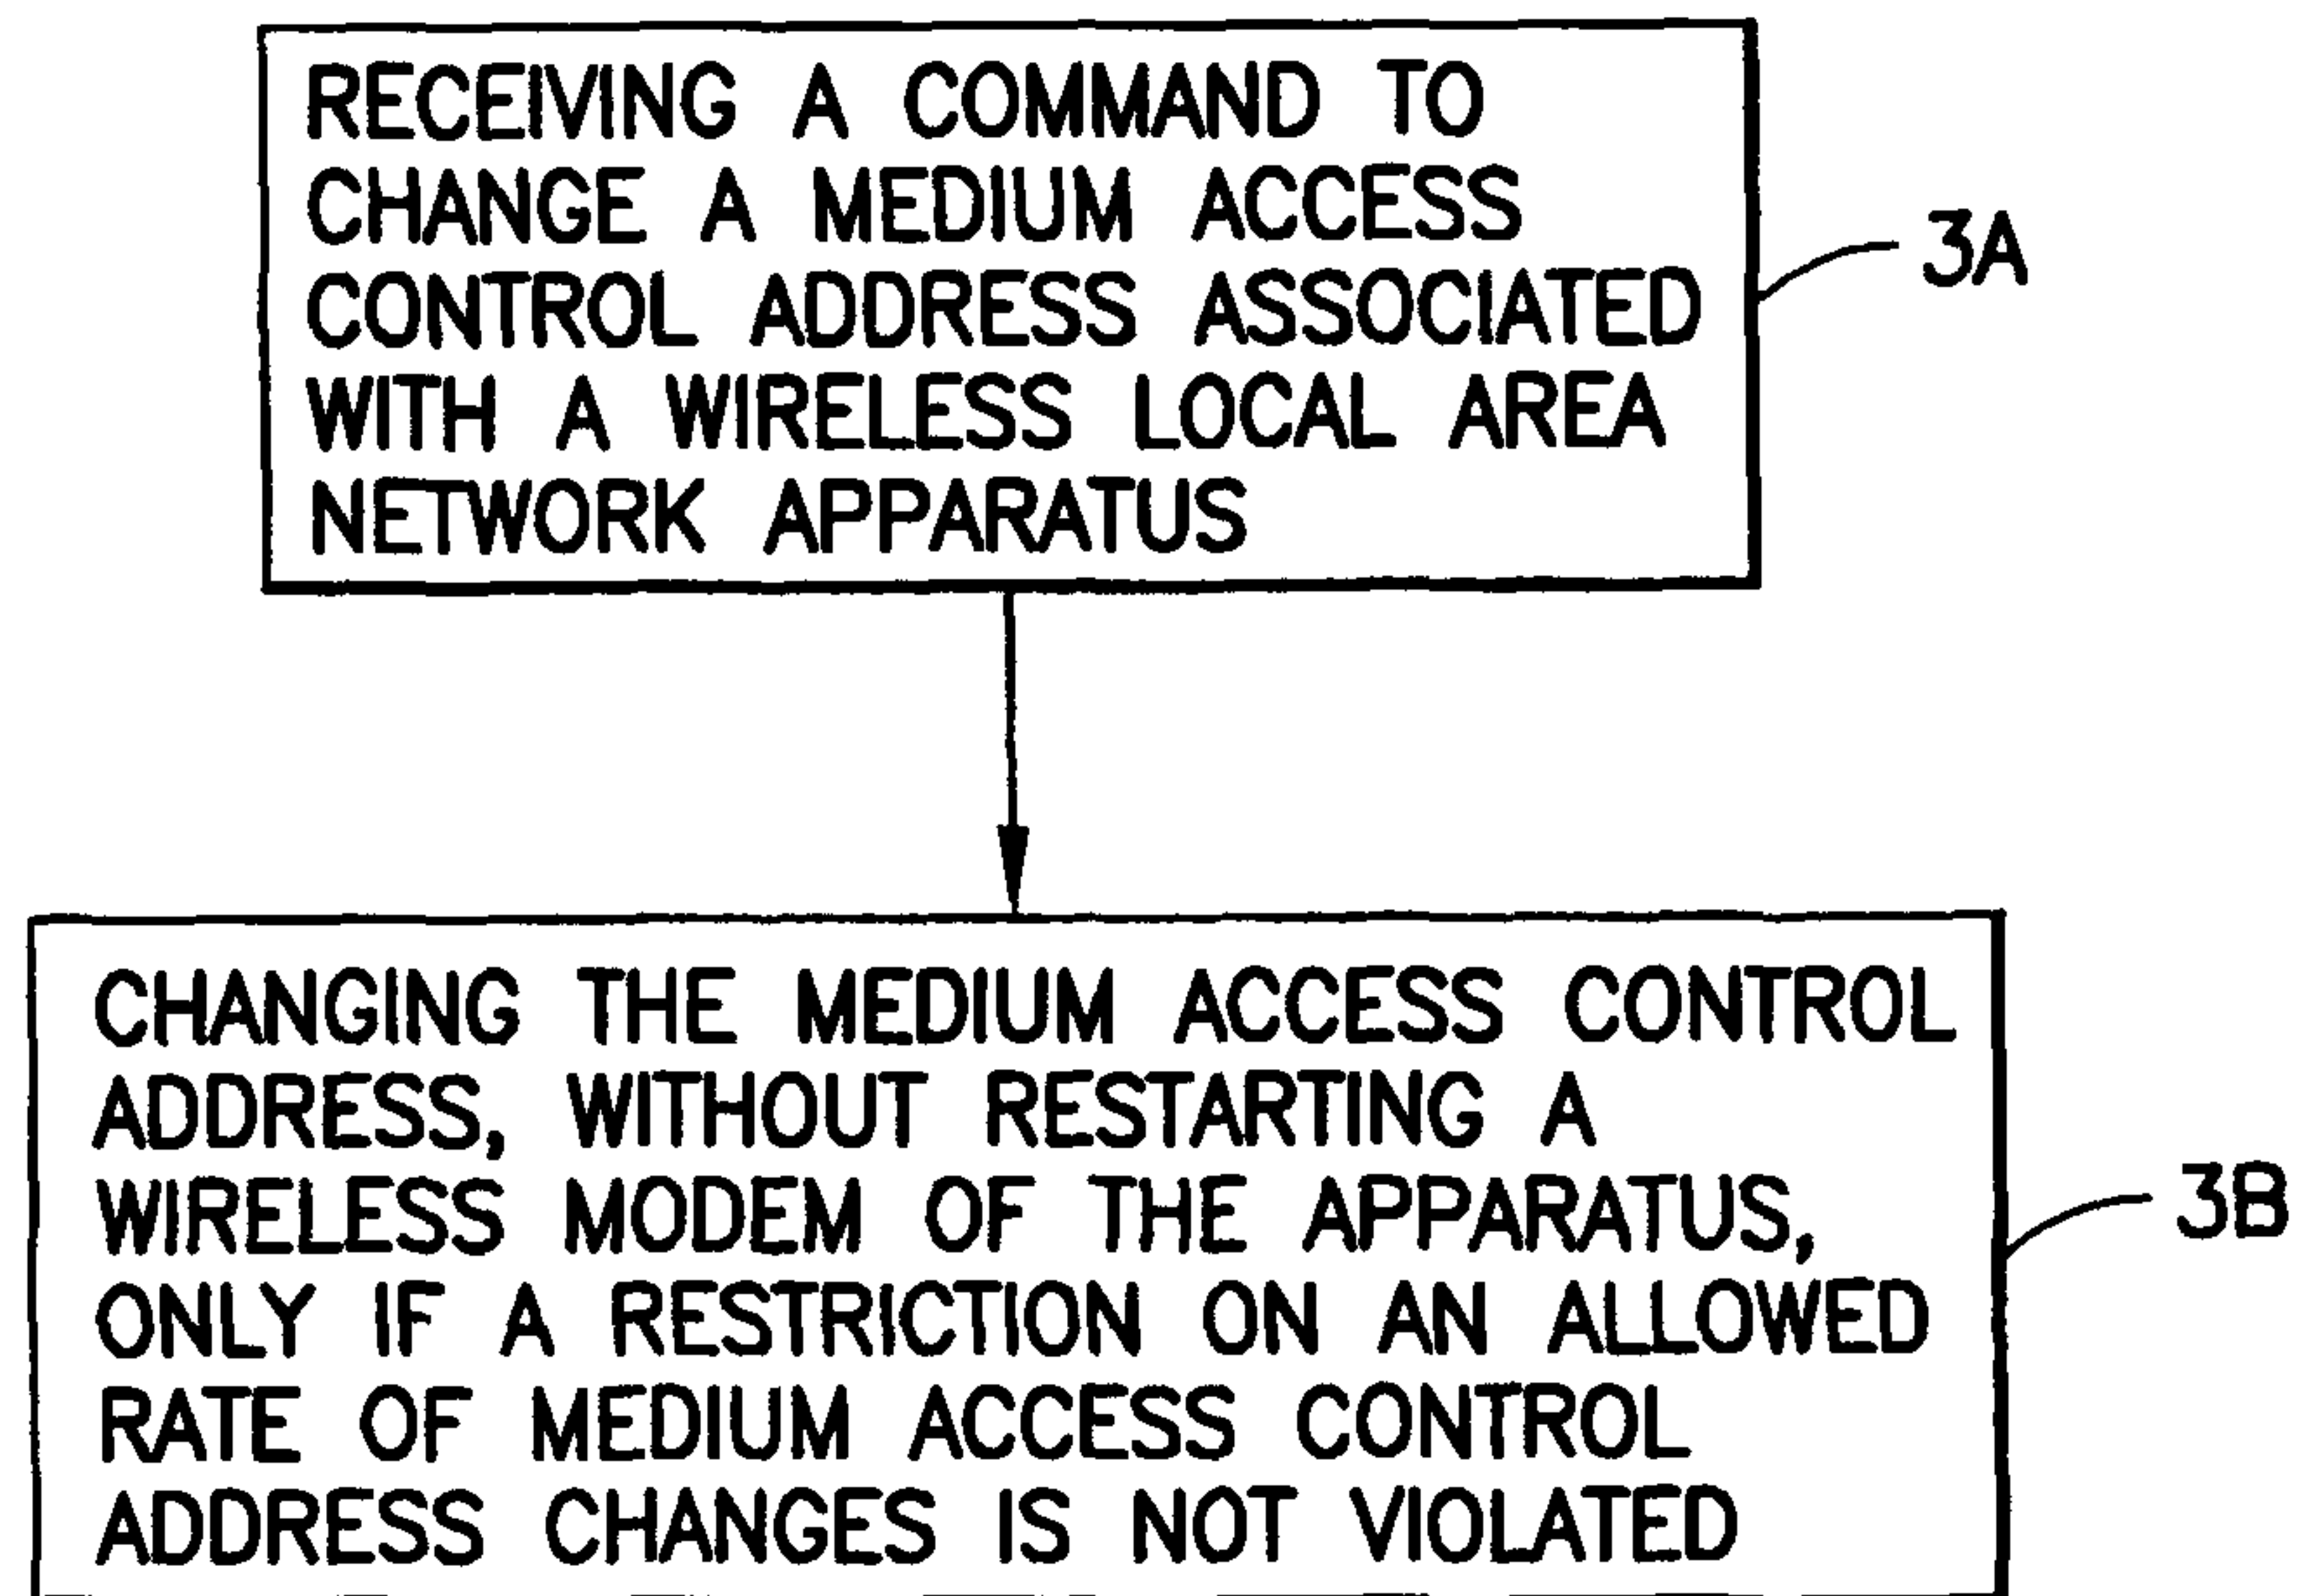 RECEIVING A COMMAND TO
CHANGE A MEDIUM ACCESS
CONTROL ADDRESS ASSOCIATED
WITH A WIRELESS LOCAL AREA
NETWORK APPARATUS
3A
CHANGING THE MEDIUM ACCESS CONTROL
ADDRESS, WITHOUT RESTARTING A
WIRELESS MODEM OF THE APPARATUS,
ONLY IF A RESTRICTION ON AN ALLOWED
RATE OF MEDIUM ACCESS CONTROL
ADDRESS CHANGES IS NOT VIOLATED
3B